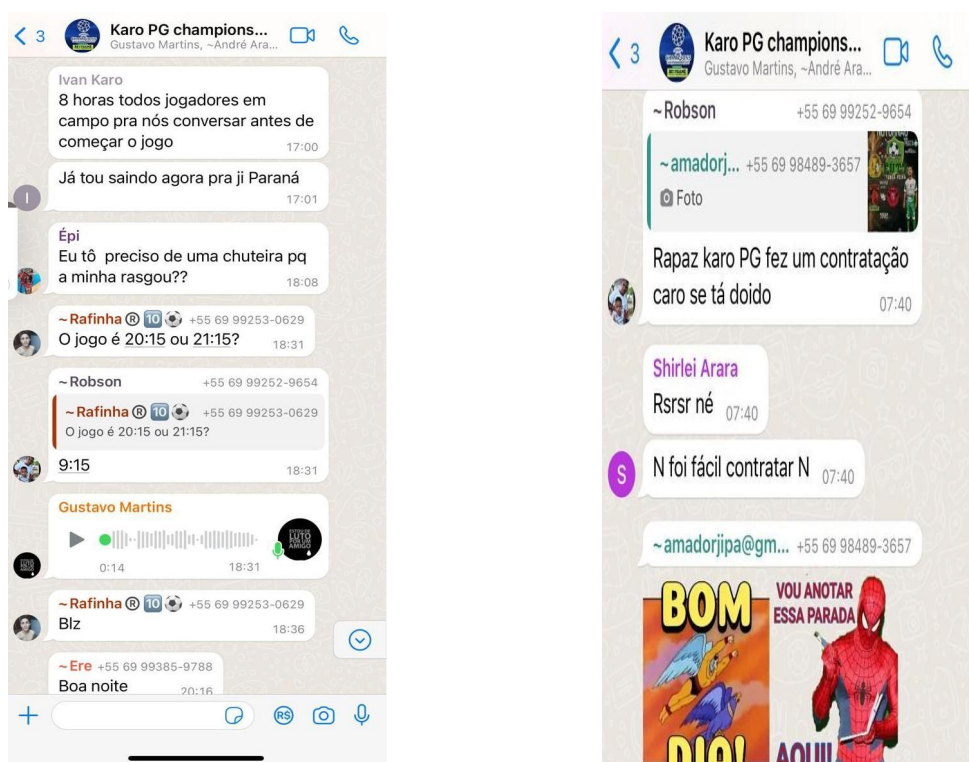 3
Karo PG champions...
Gustavo Martins, ~André Ara...
Ivan Karo
8 horas todos jogadores em
campo pra nós conversar antes de
começar o jogo
17:00
Já tou saindo agora pra ji Paraná
17:01
I
Épi
Eu tô  preciso de uma chuteira pq
a minha rasgou??
18:08
~Rafinha ® 🔟 ⚽ +55 69 99253-0629
O jogo é 20:15 ou 21:15?
18:31
~Robson +55 69 99252-9654
~Rafinha ® 🔟 ⚽ +55 69 99253-0629
O jogo é 20:15 ou 21:15?
9:15
18:31
Gustavo Martins
LUTO
POR UM
AMIGO
0:14
18:31
~Rafinha ® 🔟 ⚽ +55 69 99253-0629
Blz
18:36
~Ere +55 69 99385-9788
Boa noite
20:16
RS
3
Karo PG champions...
Gustavo Martins, ~André Ara...
~Robson +55 69 99252-9654
~amadorj... +55 69 98489-3657
Foto
Rapaz karo PG fez um contratação
caro se tá doido
07:40
Shirlei Arara
Rsrsr né
07:40
S
N foi fácil contratar N
07:40
~amadorjipa@gm... +55 69 98489-3657
BOM
DIA!
VOU ANOTAR
ESSA PARADA
AQUI!